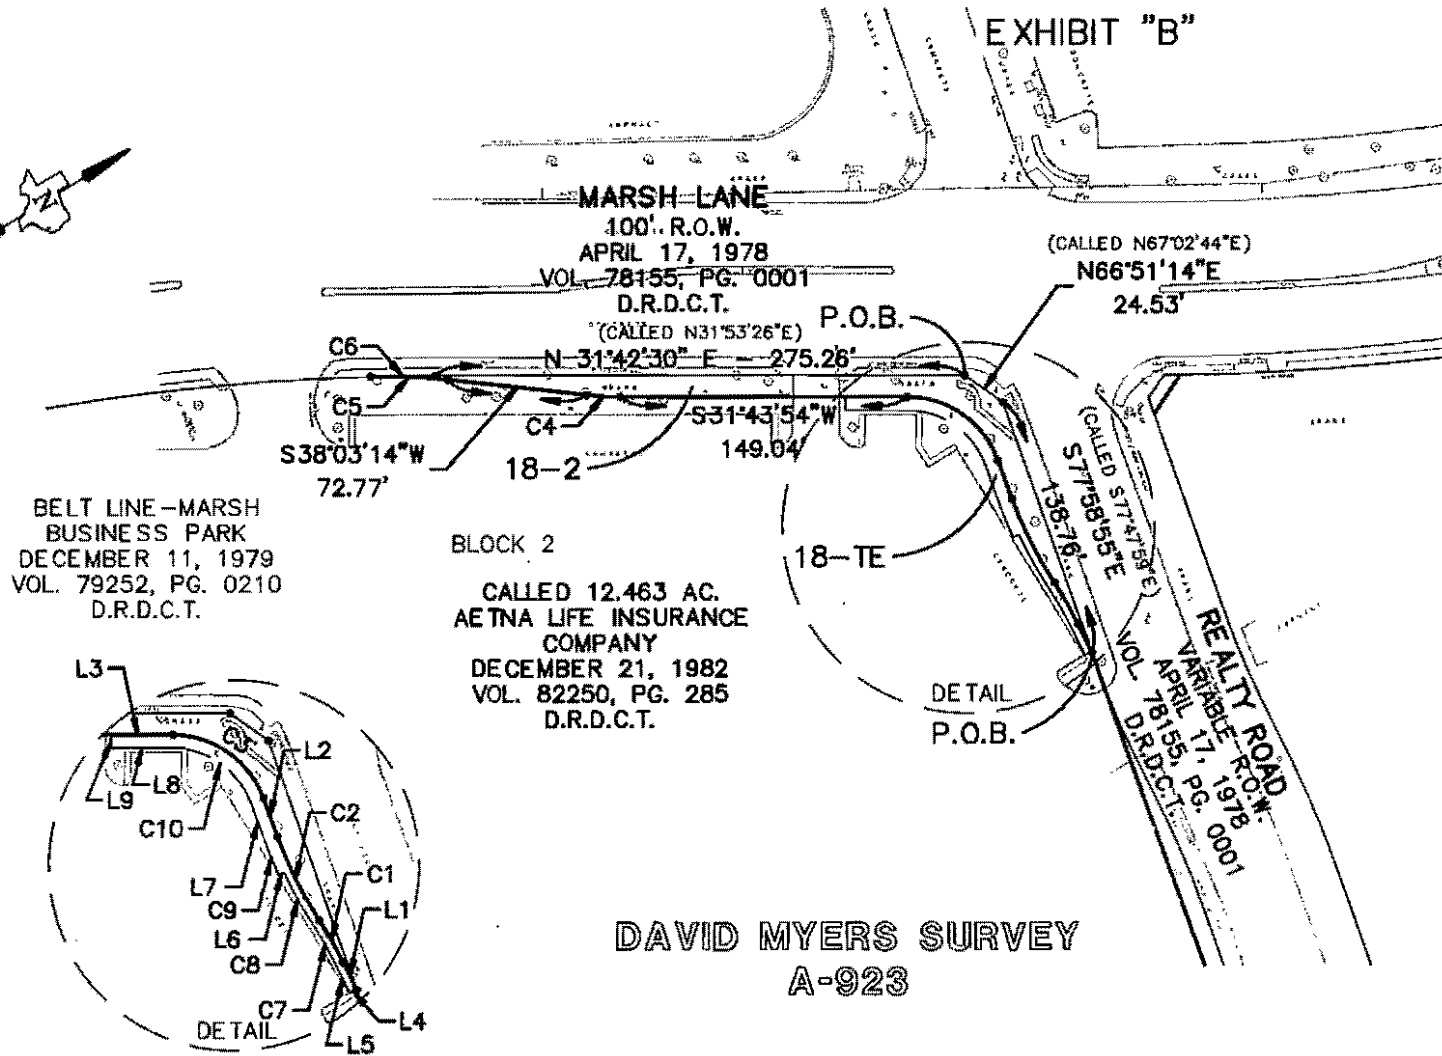 EXHIBIT "B"
N
MARSH LANE
100' R.O.W.
APRIL 17, 1978
VOL. 78155, PG. 0001
D.R.D.C.T.
(CALLED N31°53'26"E)
N 31°42'30" E - 275.26'
P.O.B.
(CALLED N67°02'44"E)
N66°51'14"E
24.53'
C6
C5
C4
S38°03'14"W
72.77'
18-2
S31°43'54"W
149.04'
(CALLED S77°47'59"E)
S77°58'55"E
138.76'
18-TE
BELT LINE-MARSH
BUSINESS PARK
DECEMBER 11, 1979
VOL. 79252, PG. 0210
D.R.D.C.T.
BLOCK 2
CALLED 12.463 AC.
AETNA LIFE INSURANCE
COMPANY
DECEMBER 21, 1982
VOL. 82250, PG. 285
D.R.D.C.T.
DETAIL
P.O.B.
REALTY ROAD
VARIABLE R.O.W.
APRIL 17, 1978
VOL. 78155, PG. 0001
D.R.D.C.T.
L3
L2
L9
L8
C10
C3
C2
L7
C9
L6
C8
C7
C1
L1
L4
L5
DETAIL
DAVID MYERS SURVEY
A-923